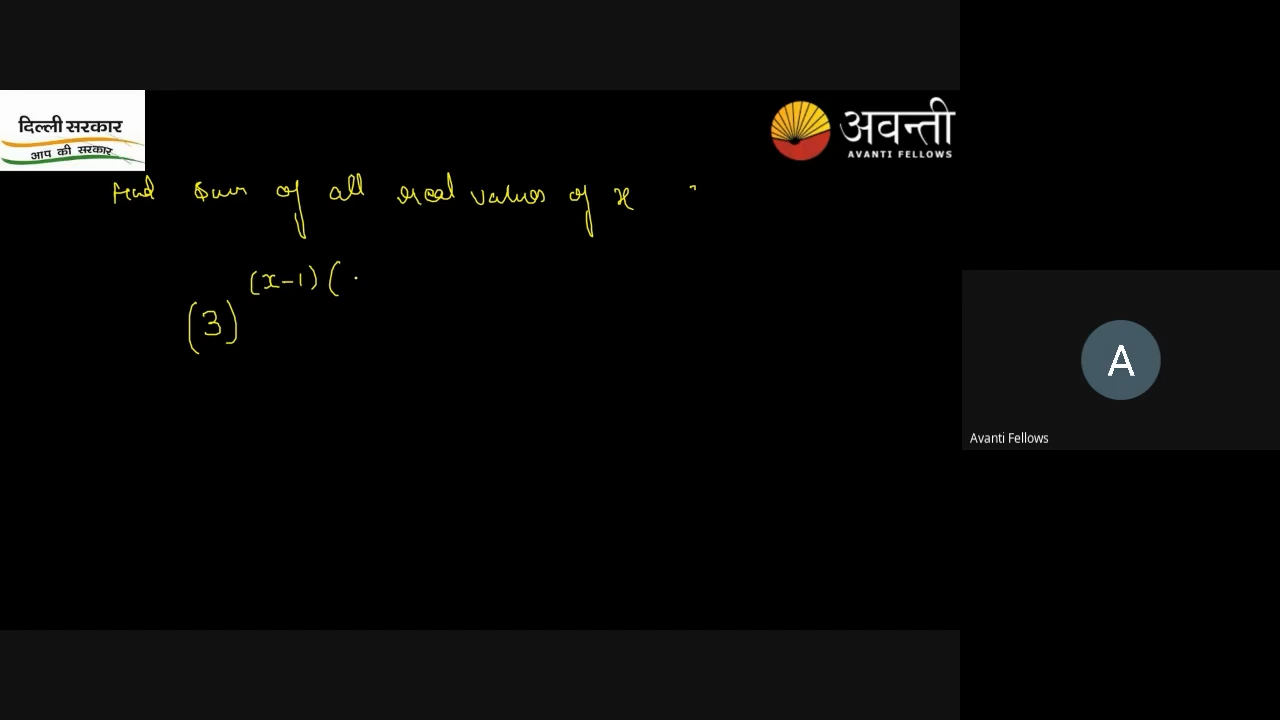 दिल्ली सरकार
आप की सरकार
अवन्ती
AVANTI FELLOWS
Find sum of all real values of x
(3)^(x-1)(
A
Avanti Fellows